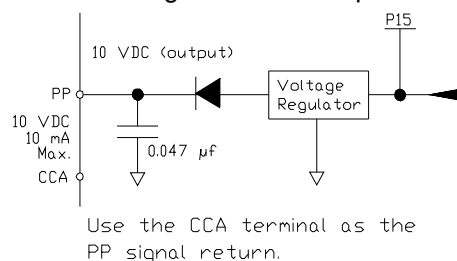 P15
10 VDC (output)
Voltage
Regulator
PP
10 VDC
10 mA
Max.
0.047 µf
CCA
Use the CCA terminal as the
PP signal return.